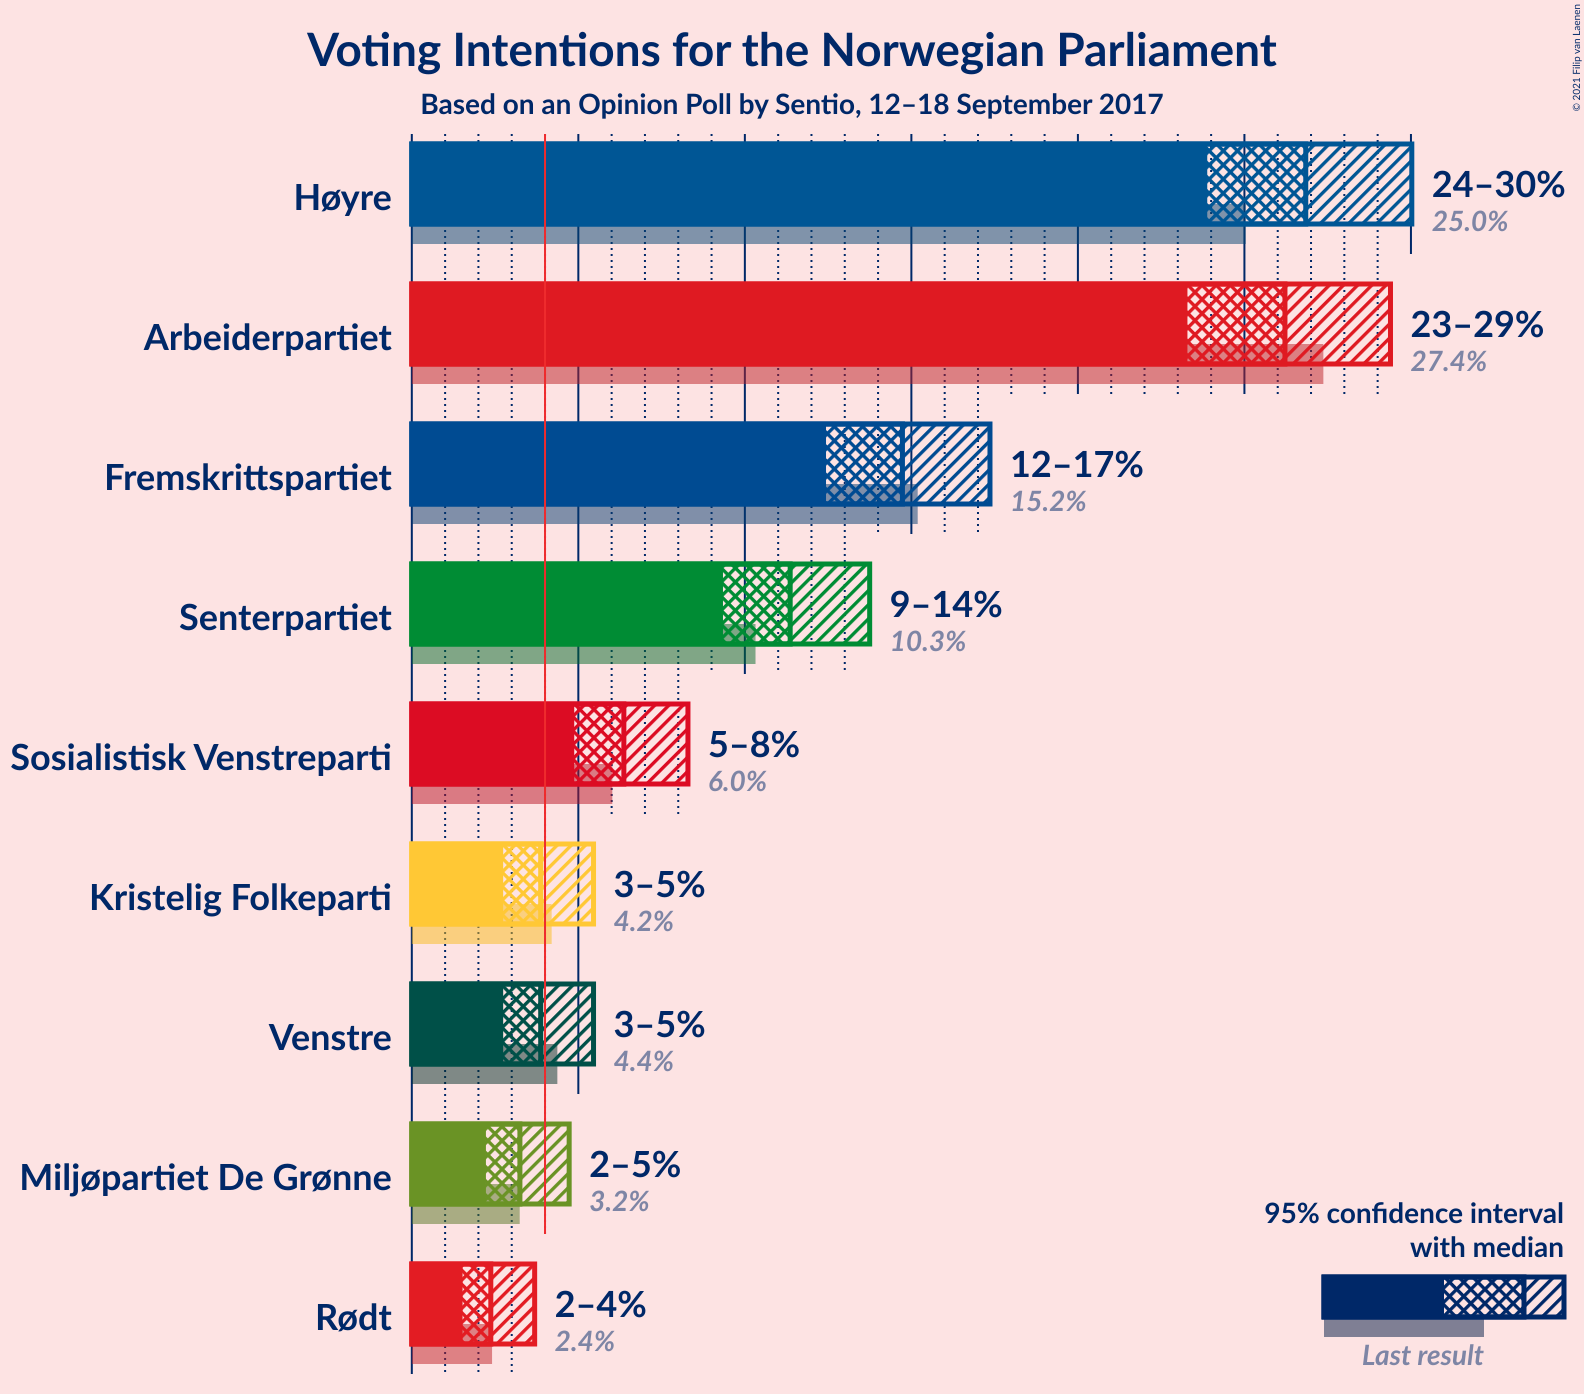 Voting Intentions for the Norwegian Parliament
Based on an Opinion Poll by Sentio, 12–18 September 2017
© 2021 Filip van Laenen
Høyre
24–30%
25.0%
Arbeiderpartiet
23–29%
27.4%
Fremskrittspartiet
12–17%
15.2%
Senterpartiet
9–14%
10.3%
Sosialistisk Venstreparti
5–8%
6.0%
Kristelig Folkeparti
3–5%
4.2%
Venstre
3–5%
4.4%
Miljøpartiet De Grønne
2–5%
3.2%
Rødt
2–4%
2.4%
95% confidence interval
with median
Last result